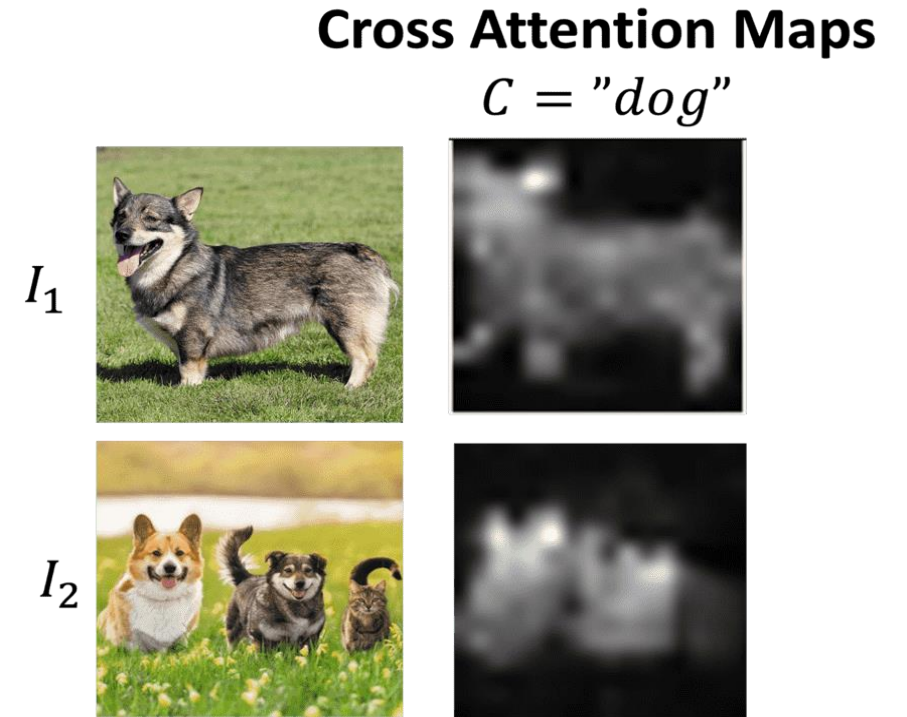 Cross Attention Maps
C = ”dog”
I₁
I₂